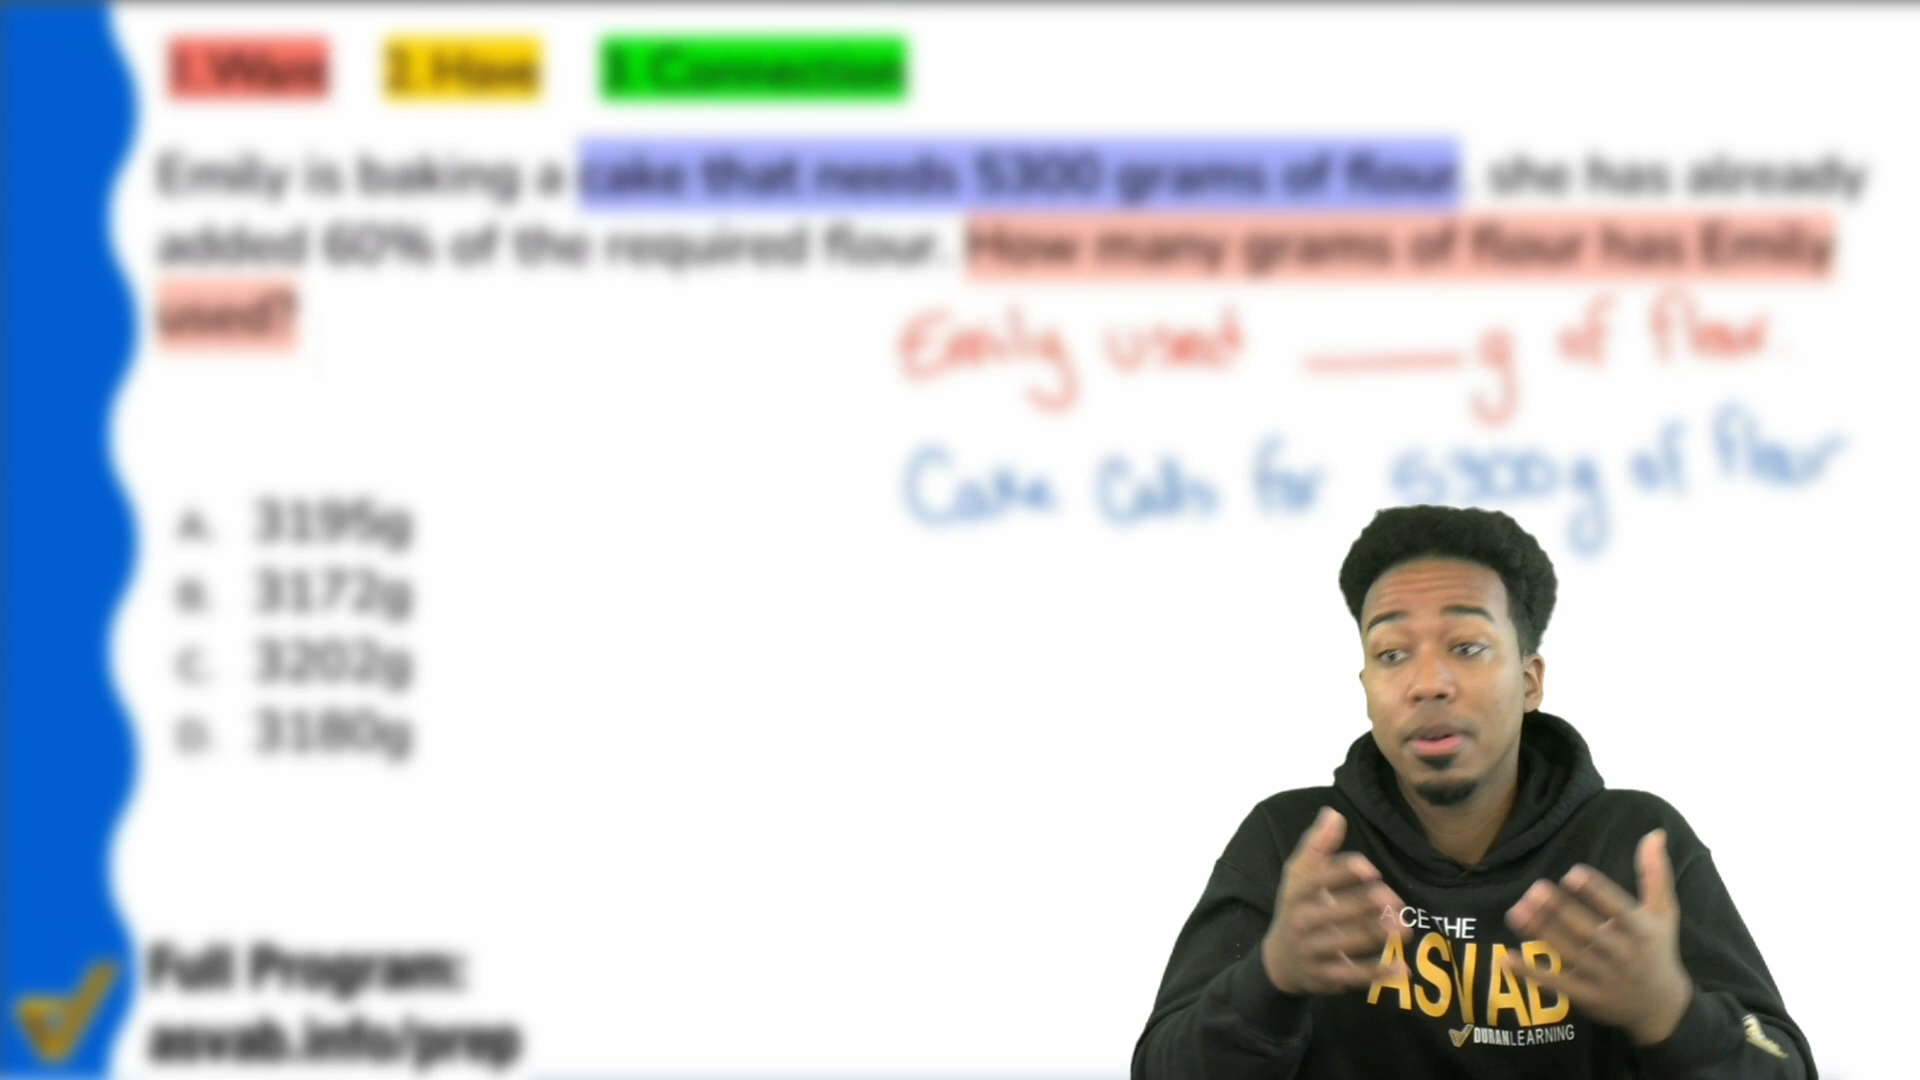 1. Want 2. Have 3. Connection
Emily is baking a cake that needs 5300 grams of flour. she has already
added 60% of the required flour. How many grams of flour has Emily
used?
Emily used ____ g of flour.
Cake calls for 5300g of flour
A. 3195g
B. 3172g
C. 3202g
D. 3180g
ACE THE
ASVAB
DURANLEARNING
Full Program:
asvab.info/prep